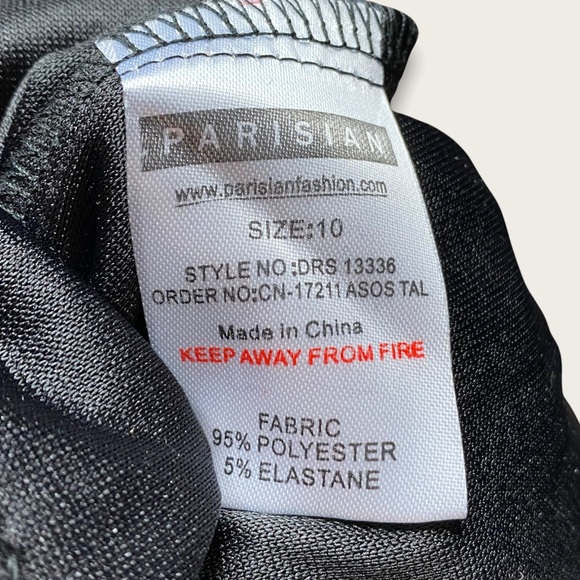 PARISIAN
www.parisianfashion.com
SIZE:10
STYLE NO:DRS 13336
ORDER NO:CN-17211 ASOS TAL
Made in China
KEEP AWAY FROM FIRE
FABRIC
95% POLYESTER
5% ELASTANE